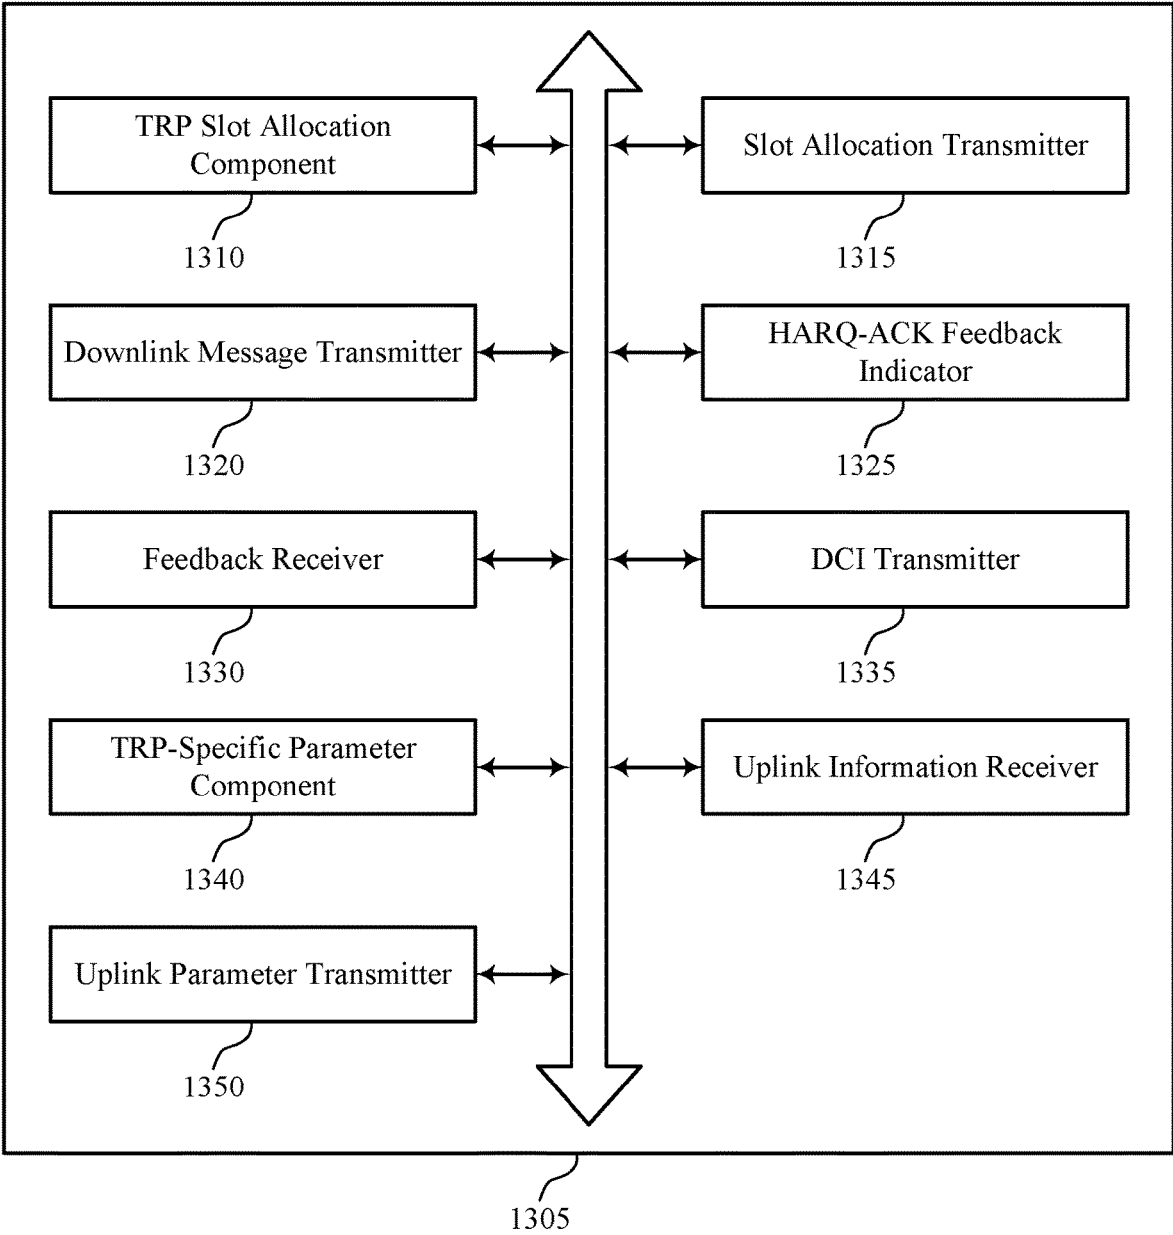 TRP Slot Allocation
Component
1310
Slot Allocation Transmitter
1315
Downlink Message Transmitter
1320
HARQ-ACK Feedback
Indicator
1325
Feedback Receiver
1330
DCI Transmitter
1335
TRP-Specific Parameter
Component
1340
Uplink Information Receiver
1345
Uplink Parameter Transmitter
1350
1305